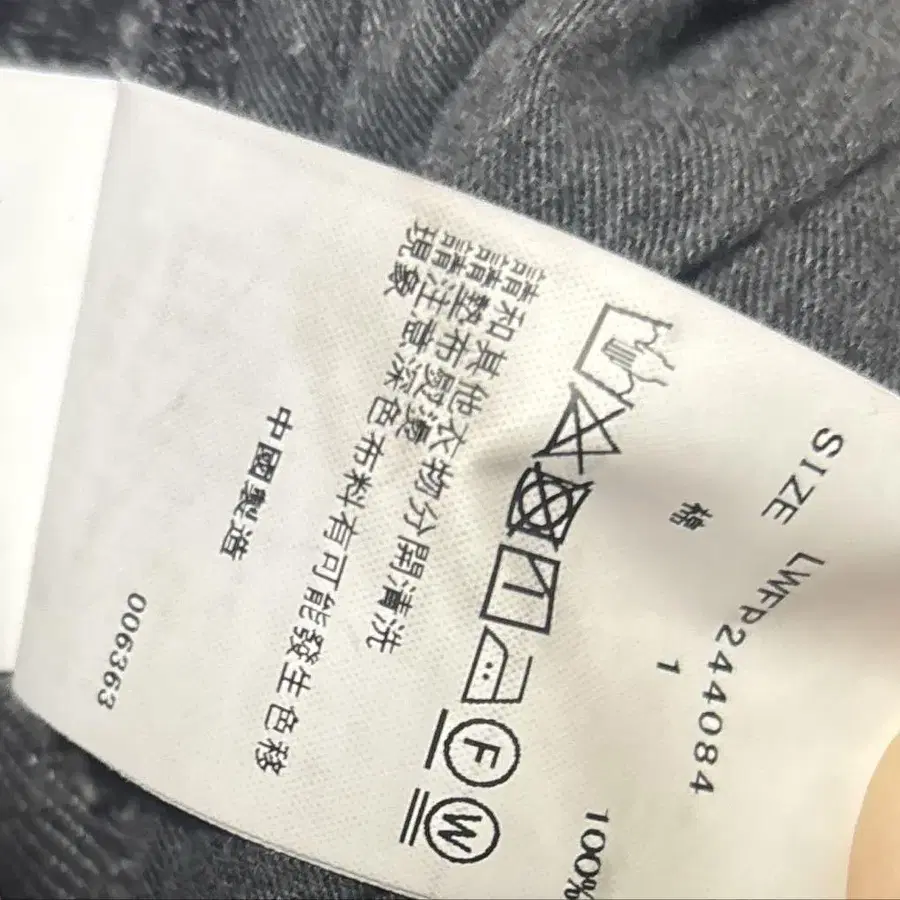 LWFP244084
SIZE 1
棉 100%
F W
請和其他衣物分開清洗
請墊布熨燙
請注意深色布料有可能發生色移
現象
中國製造
006363